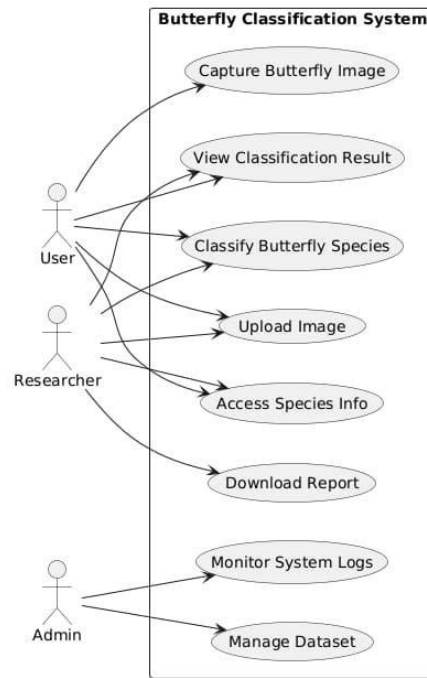 Butterfly Classification System
Capture Butterfly Image
View Classification Result
User
Classify Butterfly Species
Upload Image
Researcher
Access Species Info
Download Report
Monitor System Logs
Admin
Manage Dataset